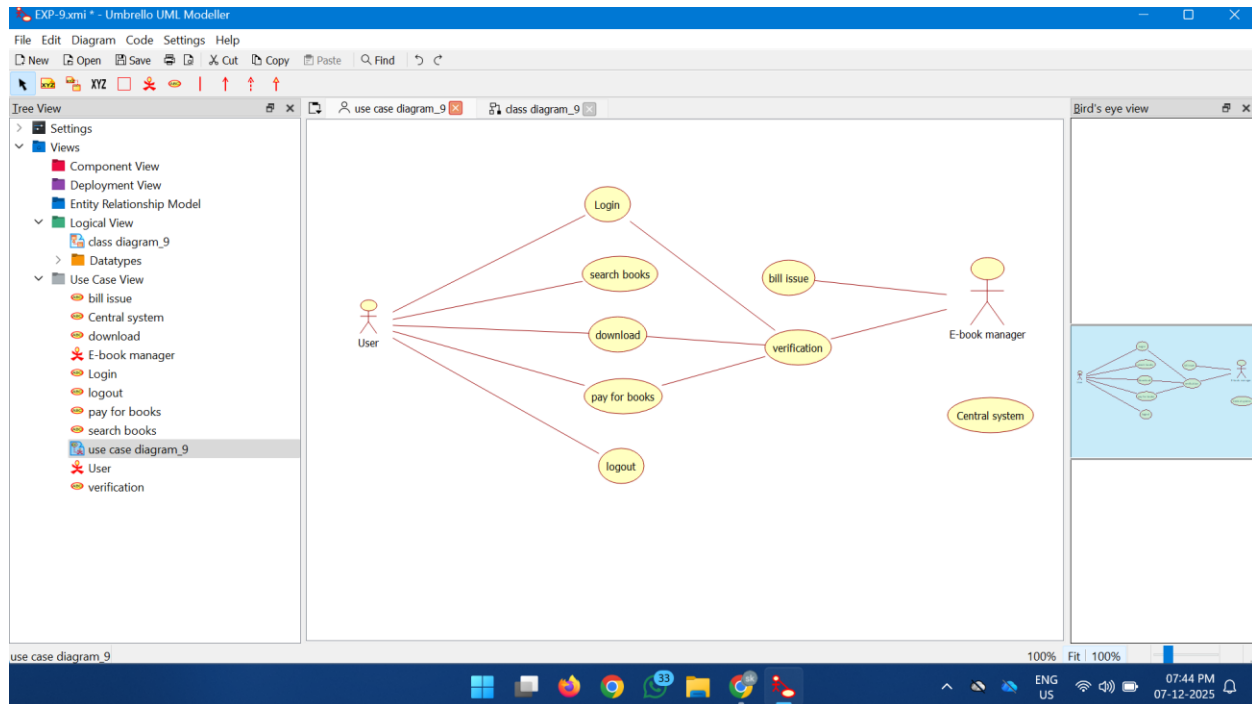 EXP-9.xmi * - Umbrello UML Modeller
File Edit Diagram Code Settings Help
New Open Save Cut Copy Paste Find
XYZ
Tree View
use case diagram_9
class diagram_9
Bird's eye view
Settings
Views
Component View
Deployment View
Entity Relationship Model
Logical View
class diagram_9
Datatypes
Use Case View
bill issue
Central system
download
E-book manager
Login
logout
pay for books
search books
use case diagram_9
User
verification
Login
search books
bill issue
download
User
verification
E-book manager
pay for books
Central system
logout
use case diagram_9
100% Fit 100%
33
sk
ENG
US
07:44 PM
07-12-2025